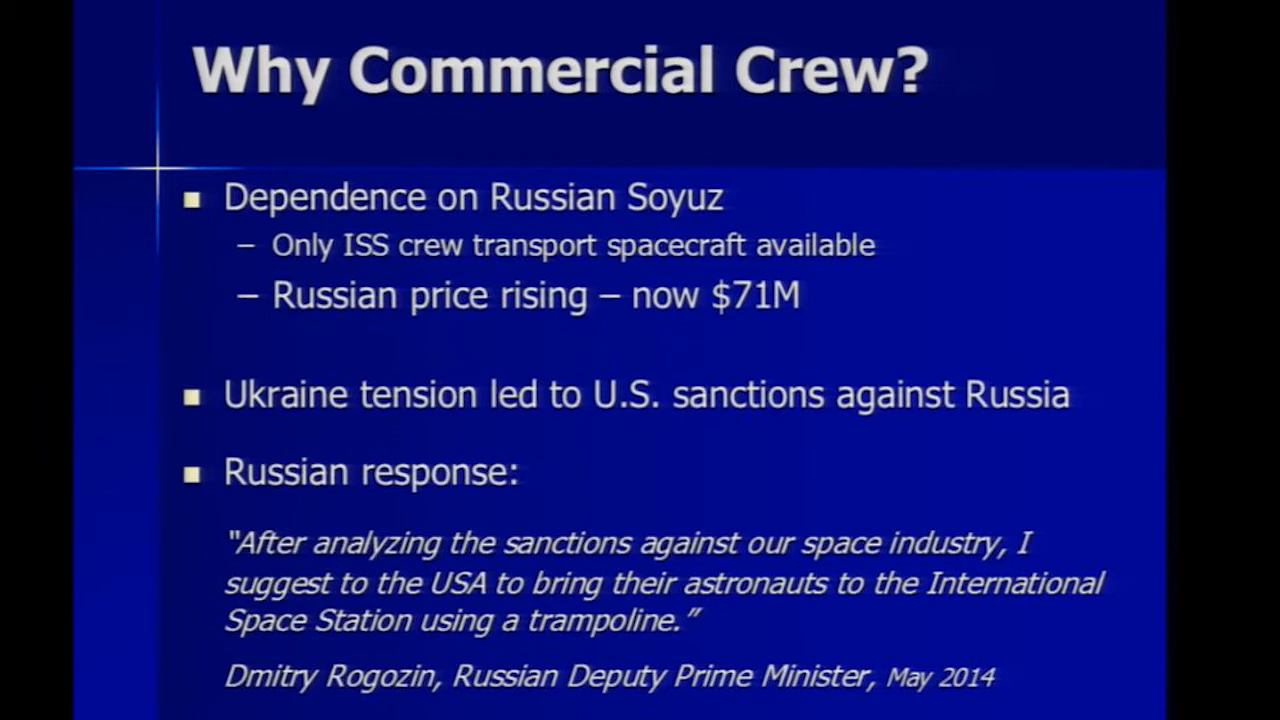 Why Commercial Crew?
Dependence on Russian Soyuz
– Only ISS crew transport spacecraft available
– Russian price rising – now $71M
Ukraine tension led to U.S. sanctions against Russia
Russian response:
“After analyzing the sanctions against our space industry, I
suggest to the USA to bring their astronauts to the International
Space Station using a trampoline.”
Dmitry Rogozin, Russian Deputy Prime Minister, May 2014